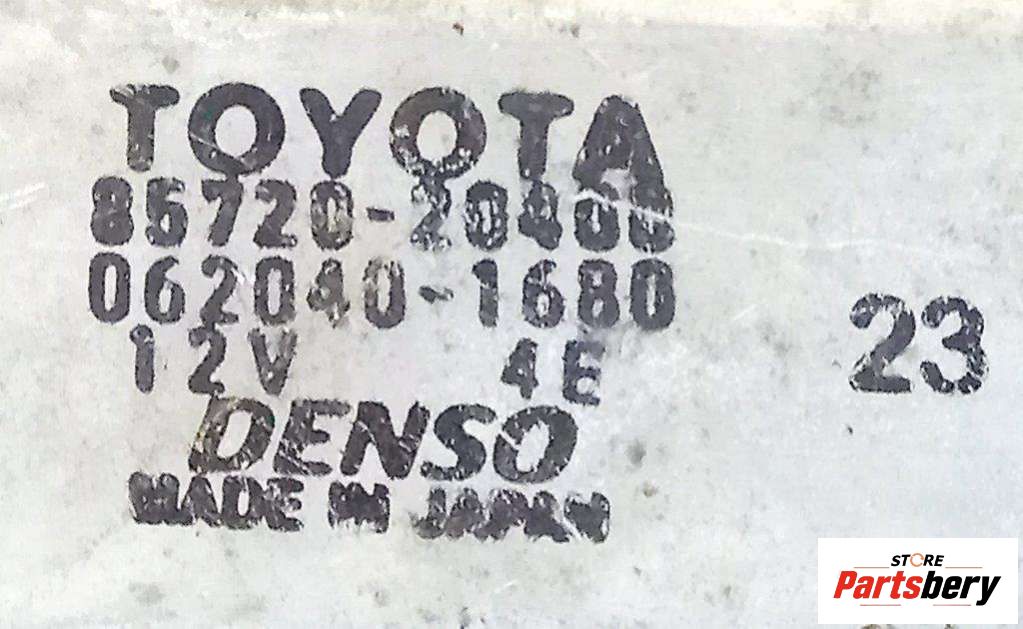 TOYOTA
85720-20400
062040-1680
12V 4E
23
DENSO
MADE IN JAPAN
STORE
Partsbery